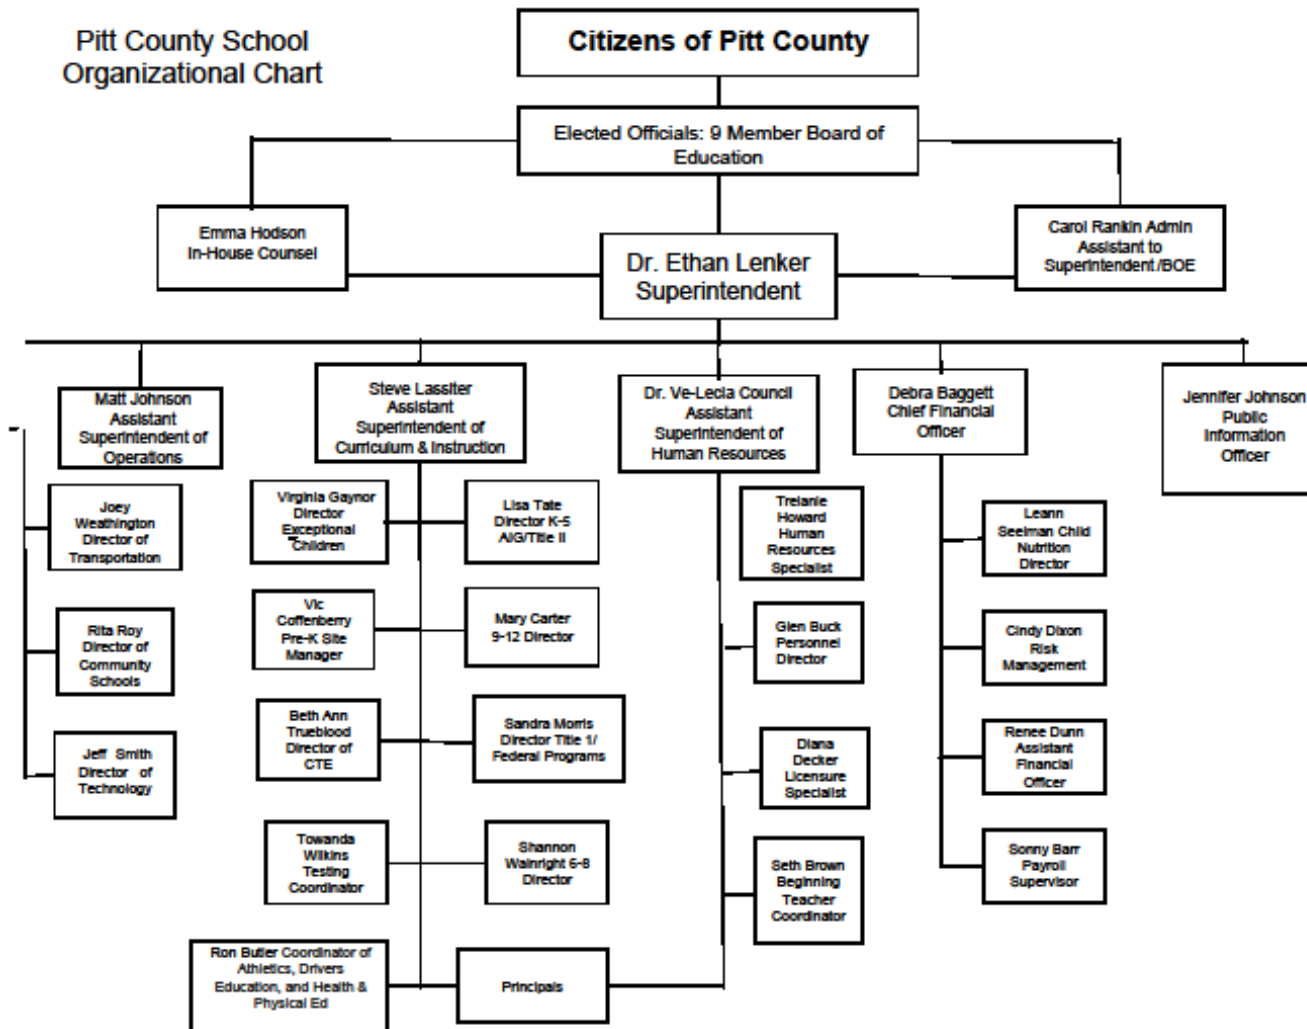 Pitt County School
Organizational Chart
Citizens of Pitt County
Elected Officials: 9 Member Board of
Education
Emma Hodson
In-House Counsel
Dr. Ethan Lenker
Superintendent
Carol Rankin Admin
Assistant to
Superintendent /BOE
Matt Johnson
Assistant
Superintendent of
Operations
Steve Lassiter
Assistant
Superintendent of
Curriculum & Instruction
Dr. Ve-Lecia Council
Assistant
Superintendent of
Human Resources
Debra Baggett
Chief Financial
Officer
Jennifer Johnson
Public
Information
Officer
Joey
Weathington
Director of
Transportation
Rita Roy
Director of
Community
Schools
Jeff Smith
Director of
Technology
Virginia Gaynor
Director
Exceptional
Children
Lisa Tate
Director K-5
AIG/Title II
Vic
Coffenberry
Pre-K Site
Manager
Mary Carter
9-12 Director
Beth Ann
Trueblood
Director of
CTE
Sandra Morris
Director Title 1/
Federal Programs
Towanda
Wilkins
Testing
Coordinator
Shannon
Wainright 6-8
Director
Ron Butler Coordinator of
Athletics, Drivers
Education, and Health &
Physical Ed
Principals
Trelanie
Howard
Human
Resources
Specialist
Glen Buck
Personnel
Director
Diana
Decker
Licensure
Specialist
Seth Brown
Beginning
Teacher
Coordinator
Leann
Seelman Child
Nutrition
Director
Cindy Dixon
Risk
Management
Renee Dunn
Assistant
Financial
Officer
Sonny Barr
Payroll
Supervisor